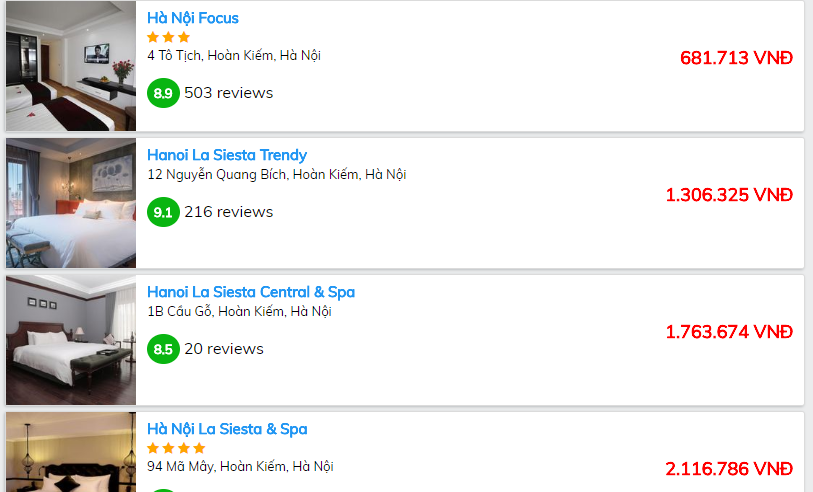 Hà Nội Focus
4 Tô Tịch, Hoàn Kiếm, Hà Nội
681.713 VNĐ
8.9 503 reviews
Hanoi La Siesta Trendy
12 Nguyễn Quang Bích, Hoàn Kiếm, Hà Nội
1.306.325 VNĐ
9.1 216 reviews
Hanoi La Siesta Central & Spa
1B Cầu Gỗ, Hoàn Kiếm, Hà Nội
1.763.674 VNĐ
8.5 20 reviews
Hà Nội La Siesta & Spa
94 Mã Mây, Hoàn Kiếm, Hà Nội
2.116.786 VNĐ